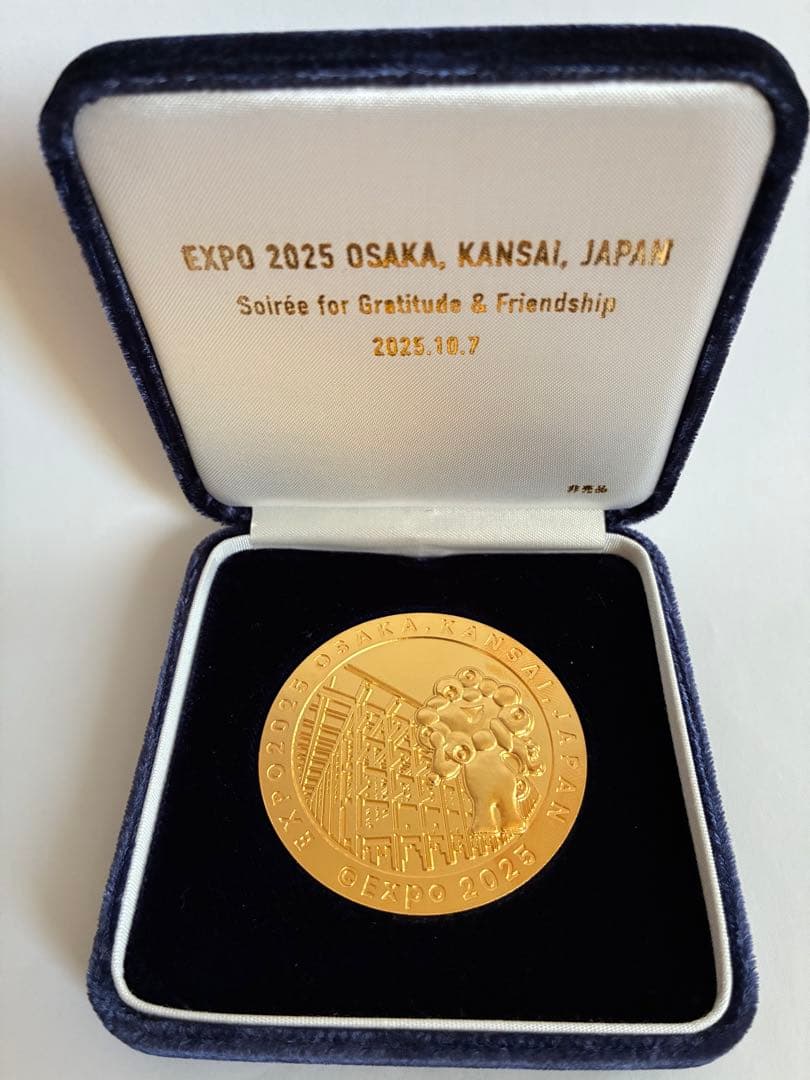 EXPO 2025 OSAKA, KANSAI, JAPAN
Soirée for Gratitude & Friendship
2025.10.7
非売品
EXPO2025 OSAKA, KANSAI, JAPAN
©Expo 2025